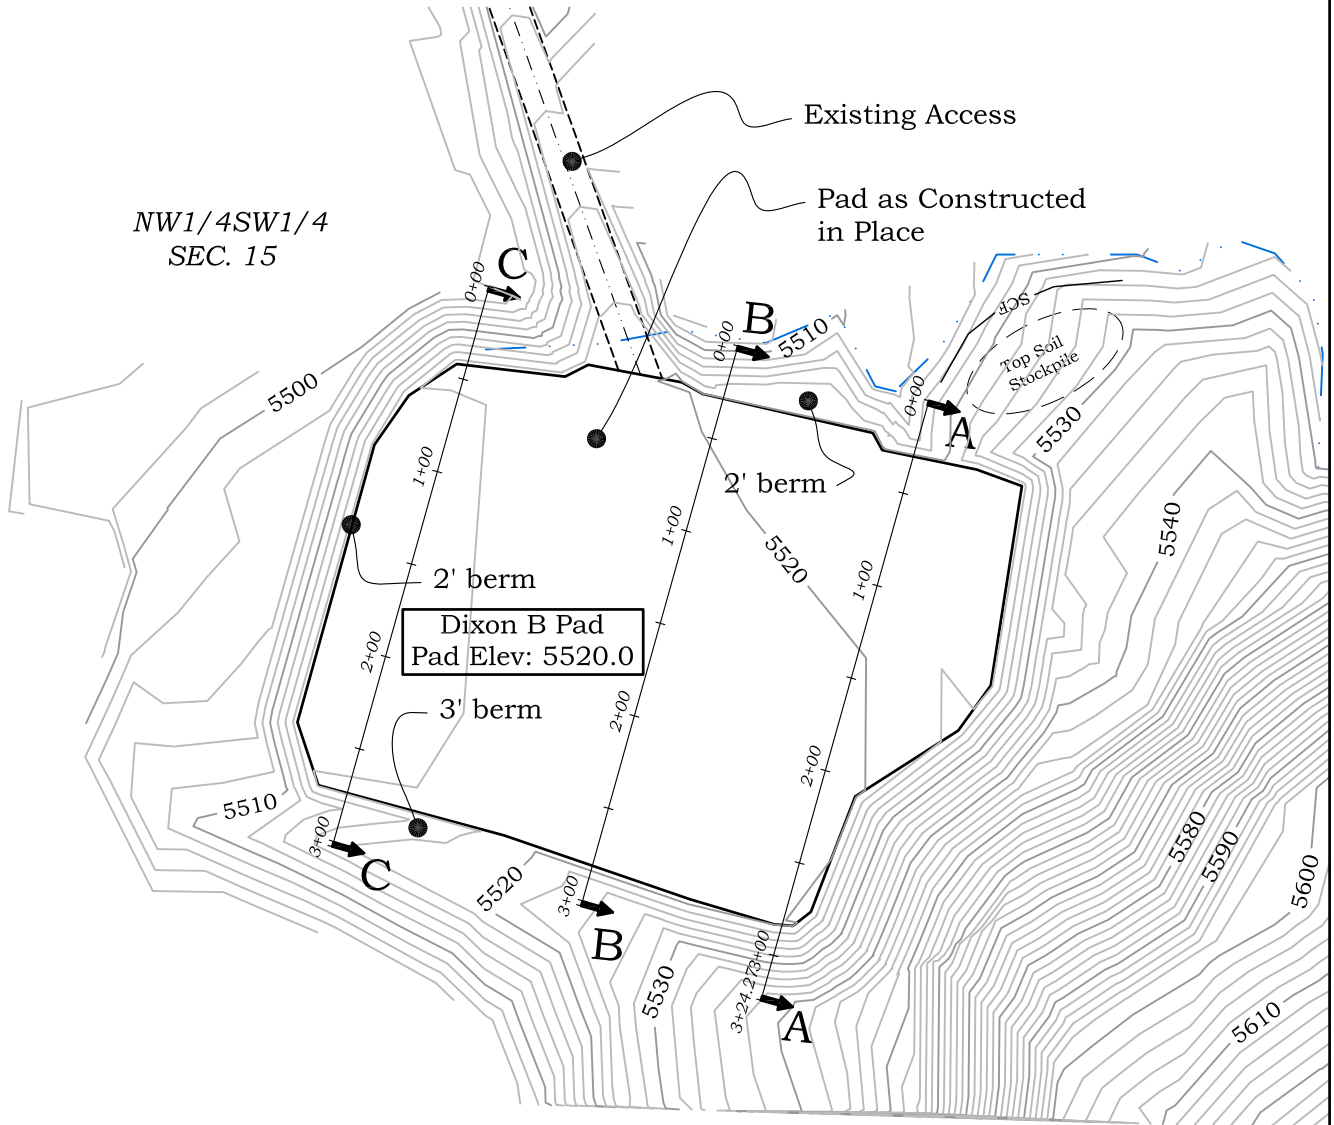 Existing Access
Pad as Constructed
in Place
NW1/4SW1/4
SEC. 15
C
0+00
B
0+00
5510
SCF
Top Soil
Stockpile
5500
0+00
A
5530
1+00
2' berm
1+00
5520
5540
1+00
2' berm
Dixon B Pad
Pad Elev: 5520.0
2+00
3' berm
2+00
2+00
5510
3+00
C
5580
5590
5600
5520
3+00
B
3+00
5530
3+24.27
A
5610